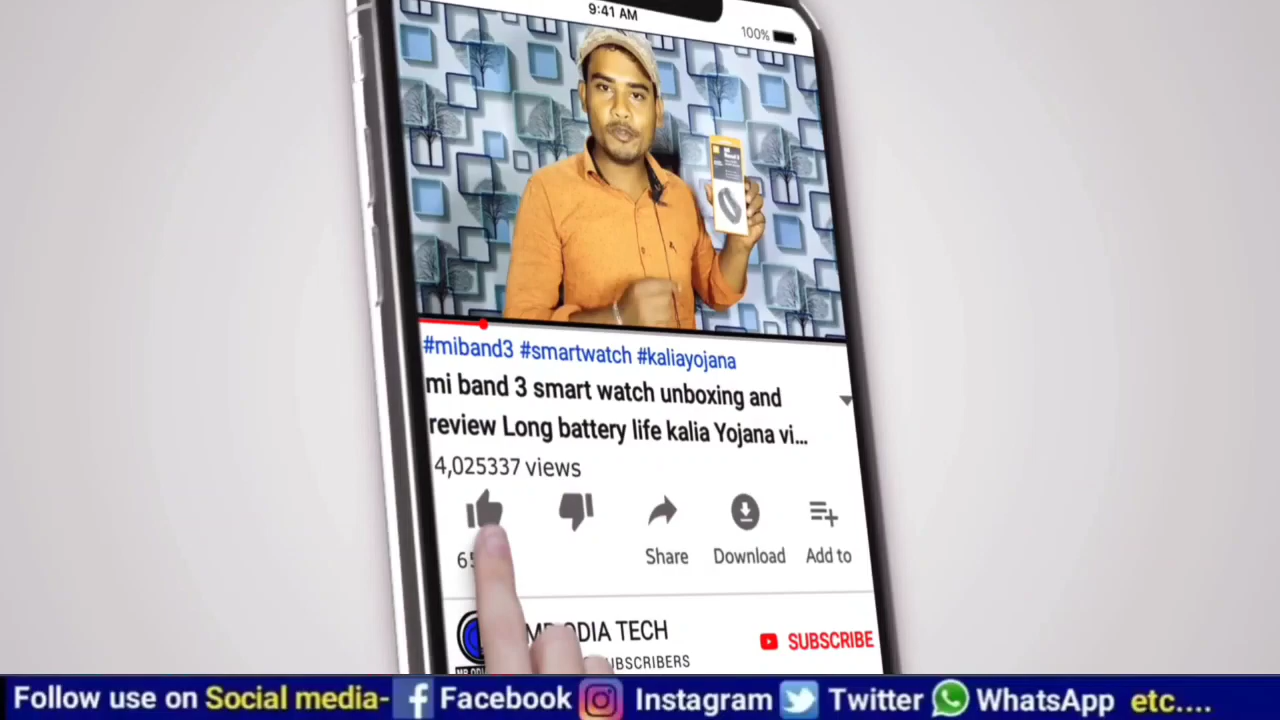 9:41 AM
100%
#miband3 #smartwatch #kaliayojana
mi band 3 smart watch unboxing and
review Long battery life kalia Yojana vi...
4,025337 views
Share Download Add to
ODIA TECH
SUBSCRIBE
Follow use on Social media- Facebook Instagram Twitter WhatsApp etc....